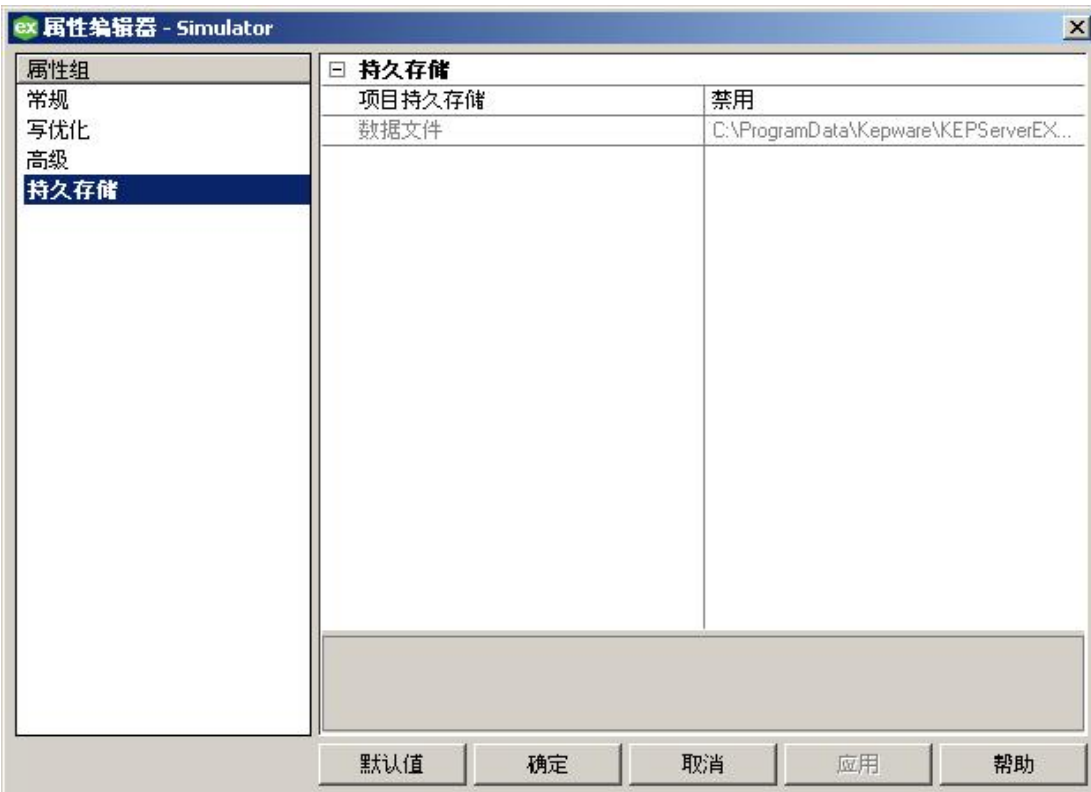 ex 属性编辑器 - Simulator
属性组
常规
写优化
高级
持久存储
持久存储
项目持久存储 禁用
数据文件 C:\ProgramData\Kepware\KEPServerEX...
默认值 确定 取消 应用 帮助